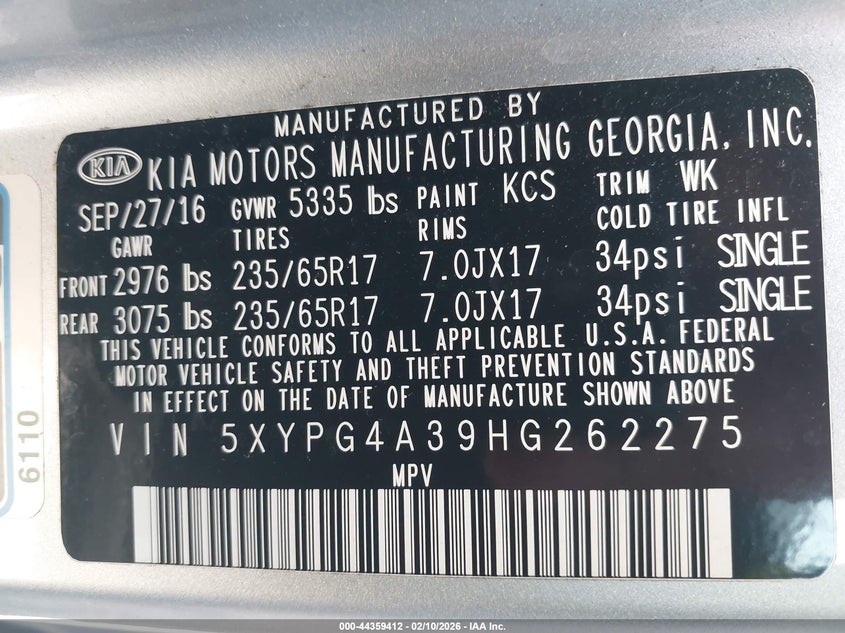 MANUFACTURED BY
KIA KIA MOTORS MANUFACTURING GEORGIA, INC.
SEP/27/16 GVWR 5335 lbs PAINT KCS TRIM WK
GAWR TIRES RIMS COLD TIRE INFL
FRONT 2976 lbs 235/65R17 7.0JX17 34psi SINGLE
REAR 3075 lbs 235/65R17 7.0JX17 34psi SINGLE
THIS VEHICLE CONFORMS TO ALL APPLICABLE U.S.A. FEDERAL
MOTOR VEHICLE SAFETY AND THEFT PREVENTION STANDARDS
IN EFFECT ON THE DATE OF MANUFACTURE SHOWN ABOVE
VIN 5XYPG4A39HG262275
MPV
6110
000-44359412 - 02/10/2026 - IAA Inc.